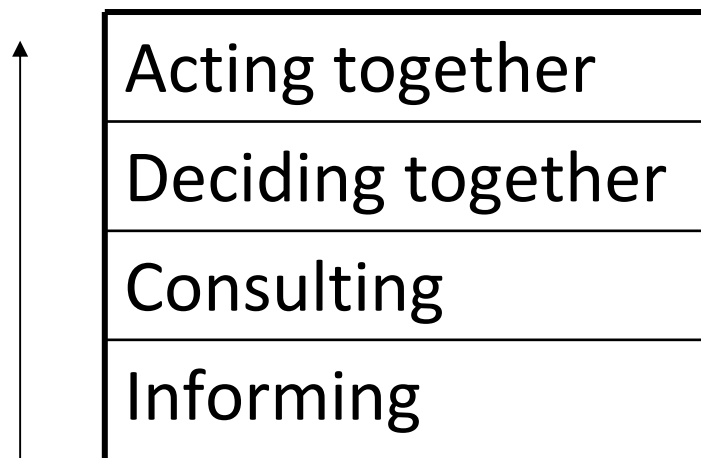 Acting together
Deciding together
Consulting
Informing